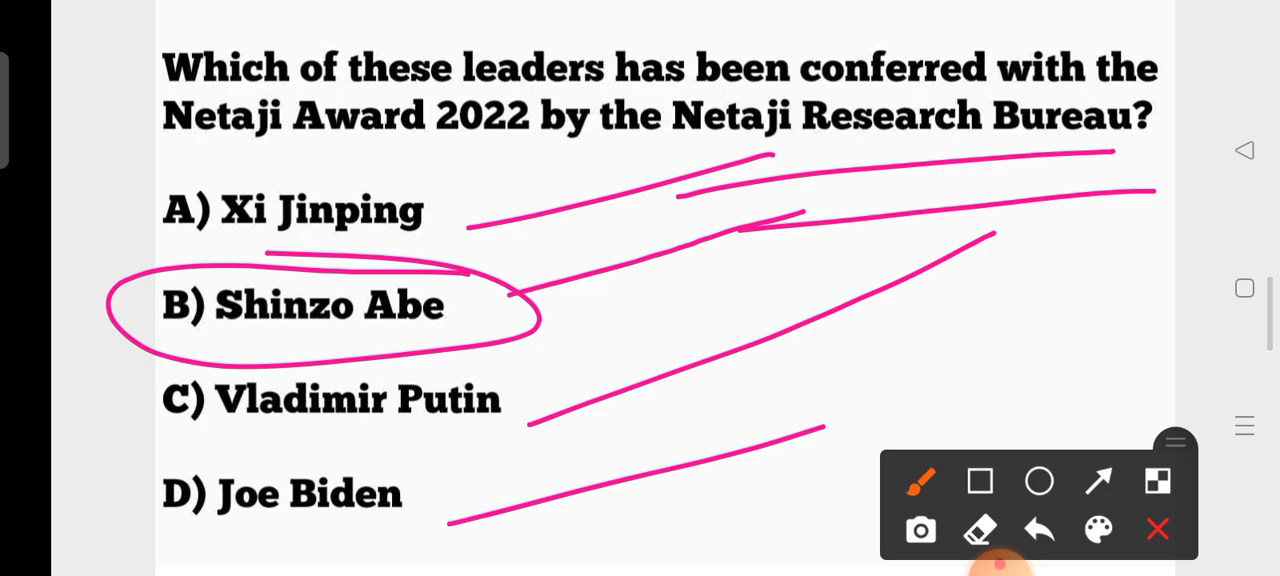 Which of these leaders has been conferred with the
Netaji Award 2022 by the Netaji Research Bureau?
A) Xi Jinping
B) Shinzo Abe
C) Vladimir Putin
D) Joe Biden